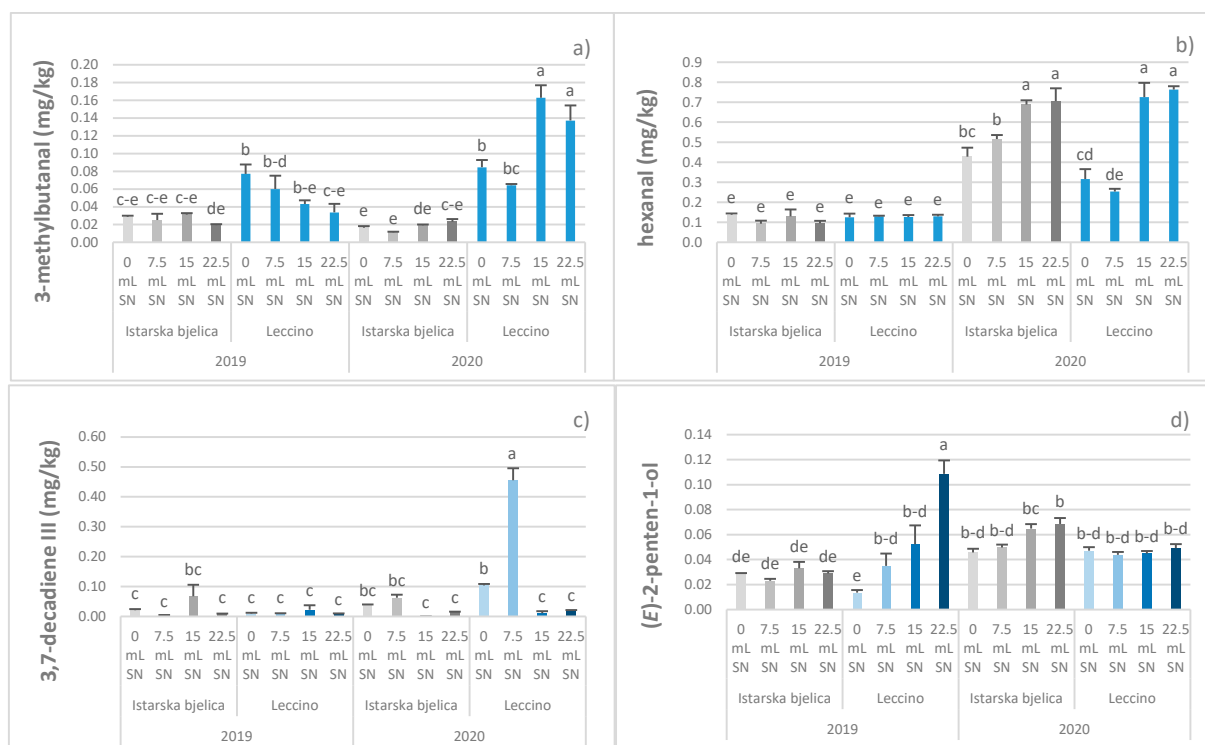 a)
3-methylbutanal (mg/kg)
0.20
0.18
0.16
0.14
0.12
0.10
0.08
0.06
0.04
0.02
0.00
c-e c-e c-e de b b-d b-e c-e e e de c-e b bc a a
0 7.5 15 22.5 0 7.5 15 22.5 0 7.5 15 22.5 0 7.5 15 22.5
mL mL mL mL mL mL mL mL mL mL mL mL mL mL mL mL
SN SN SN SN SN SN SN SN SN SN SN SN SN SN SN SN
Istarska bjelica Leccino Istarska bjelica Leccino
2019 2020
b)
hexanal (mg/kg)
0.9
0.8
0.7
0.6
0.5
0.4
0.3
0.2
0.1
0.0
e e e e e e e e bc b a a cd de a a
0 7.5 15 22.5 0 7.5 15 22.5 0 7.5 15 22.5 0 7.5 15 22.5
mL mL mL mL mL mL mL mL mL mL mL mL mL mL mL mL
SN SN SN SN SN SN SN SN SN SN SN SN SN SN SN SN
Istarska bjelica Leccino Istarska bjelica Leccino
2019 2020
c)
3,7-decadiene III (mg/kg)
0.60
0.50
0.40
0.30
0.20
0.10
0.00
c c bc c c c c c bc bc c c b a c c
0 7.5 15 22.5 0 7.5 15 22.5 0 7.5 15 22.5 0 7.5 15 22.5
mL mL mL mL mL mL mL mL mL mL mL mL mL mL mL mL
SN SN SN SN SN SN SN SN SN SN SN SN SN SN SN SN
Istarska bjelica Leccino Istarska bjelica Leccino
2019 2020
d)
(E)-2-penten-1-ol
0.14
0.12
0.10
0.08
0.06
0.04
0.02
0.00
de de de de e b-d b-d a b-d b-d bc b b-d b-d b-d b-d
0 7.5 15 22.5 0 7.5 15 22.5 0 7.5 15 22.5 0 7.5 15 22.5
mL mL mL mL mL mL mL mL mL mL mL mL mL mL mL mL
SN SN SN SN SN SN SN SN SN SN SN SN SN SN SN SN
Istarska bjelica Leccino Istarska bjelica Leccino
2019 2020